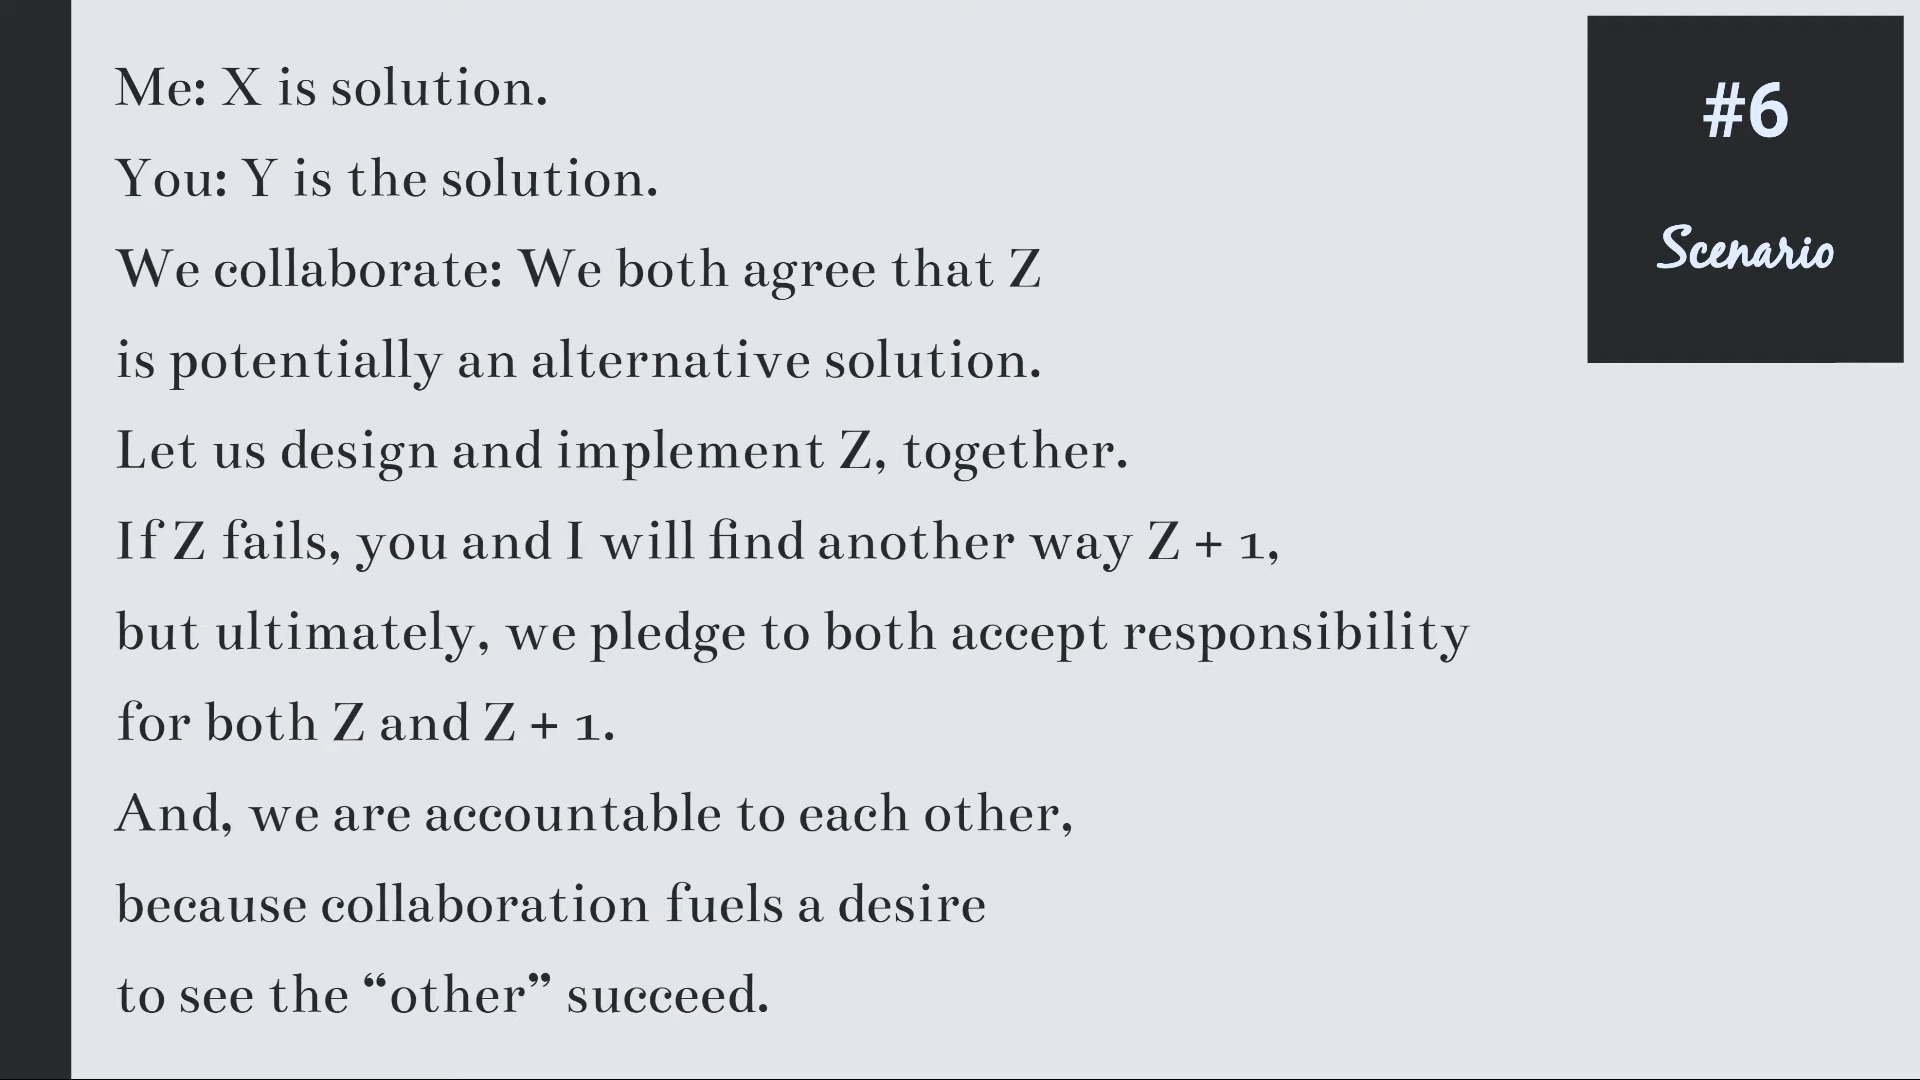 Me: X is solution.
You: Y is the solution.
We collaborate: We both agree that Z
is potentially an alternative solution.
Let us design and implement Z, together.
If Z fails, you and I will find another way Z + 1,
but ultimately, we pledge to both accept responsibility
for both Z and Z + 1.
And, we are accountable to each other,
because collaboration fuels a desire
to see the “other” succeed.
#6
Scenario